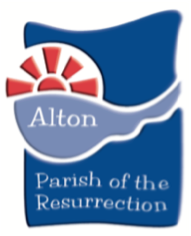 Alton
Parish of the
Resurrection